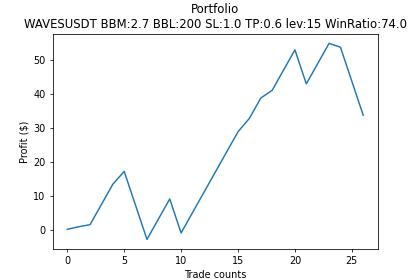 Portfolio
WAVESUSDT BBM:2.7 BBL:200 SL:1.0 TP:0.6 lev:15 WinRatio:74.0
50
40
30
20
10
0
Profit ($)
0 5 10 15 20 25
Trade counts